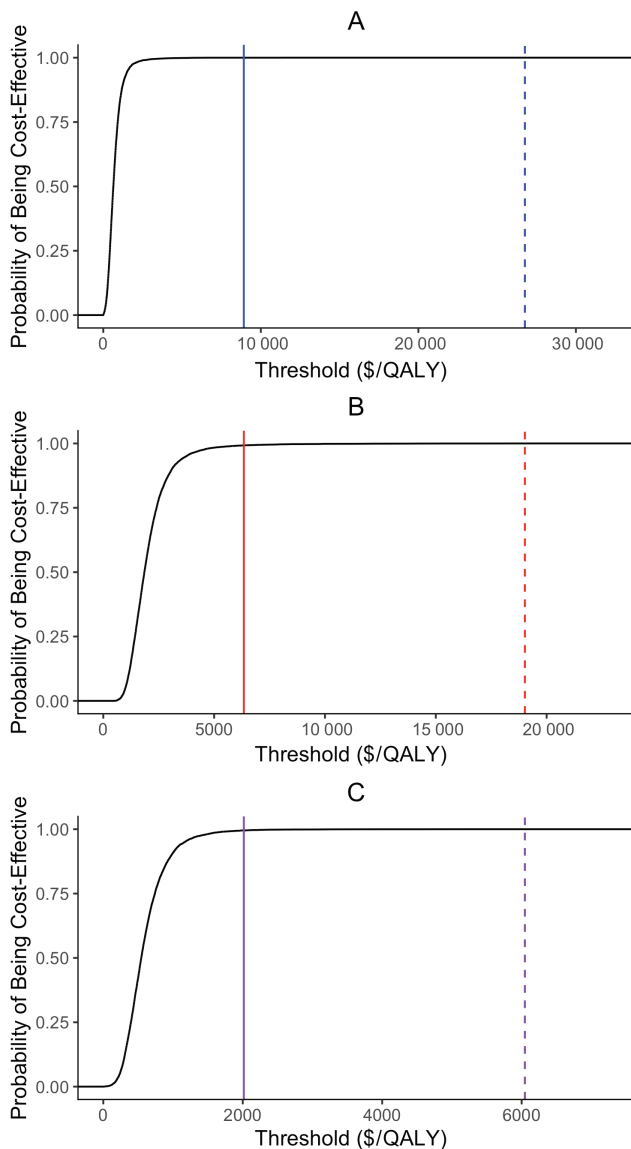 A
Probability of Being Cost-Effective
1.00
0.75
0.50
0.25
0.00
0 10 000 20 000 30 000
Threshold ($/QALY)
B
Probability of Being Cost-Effective
1.00
0.75
0.50
0.25
0.00
0 5000 10 000 15 000 20 000
Threshold ($/QALY)
C
Probability of Being Cost-Effective
1.00
0.75
0.50
0.25
0.00
0 2000 4000 6000
Threshold ($/QALY)